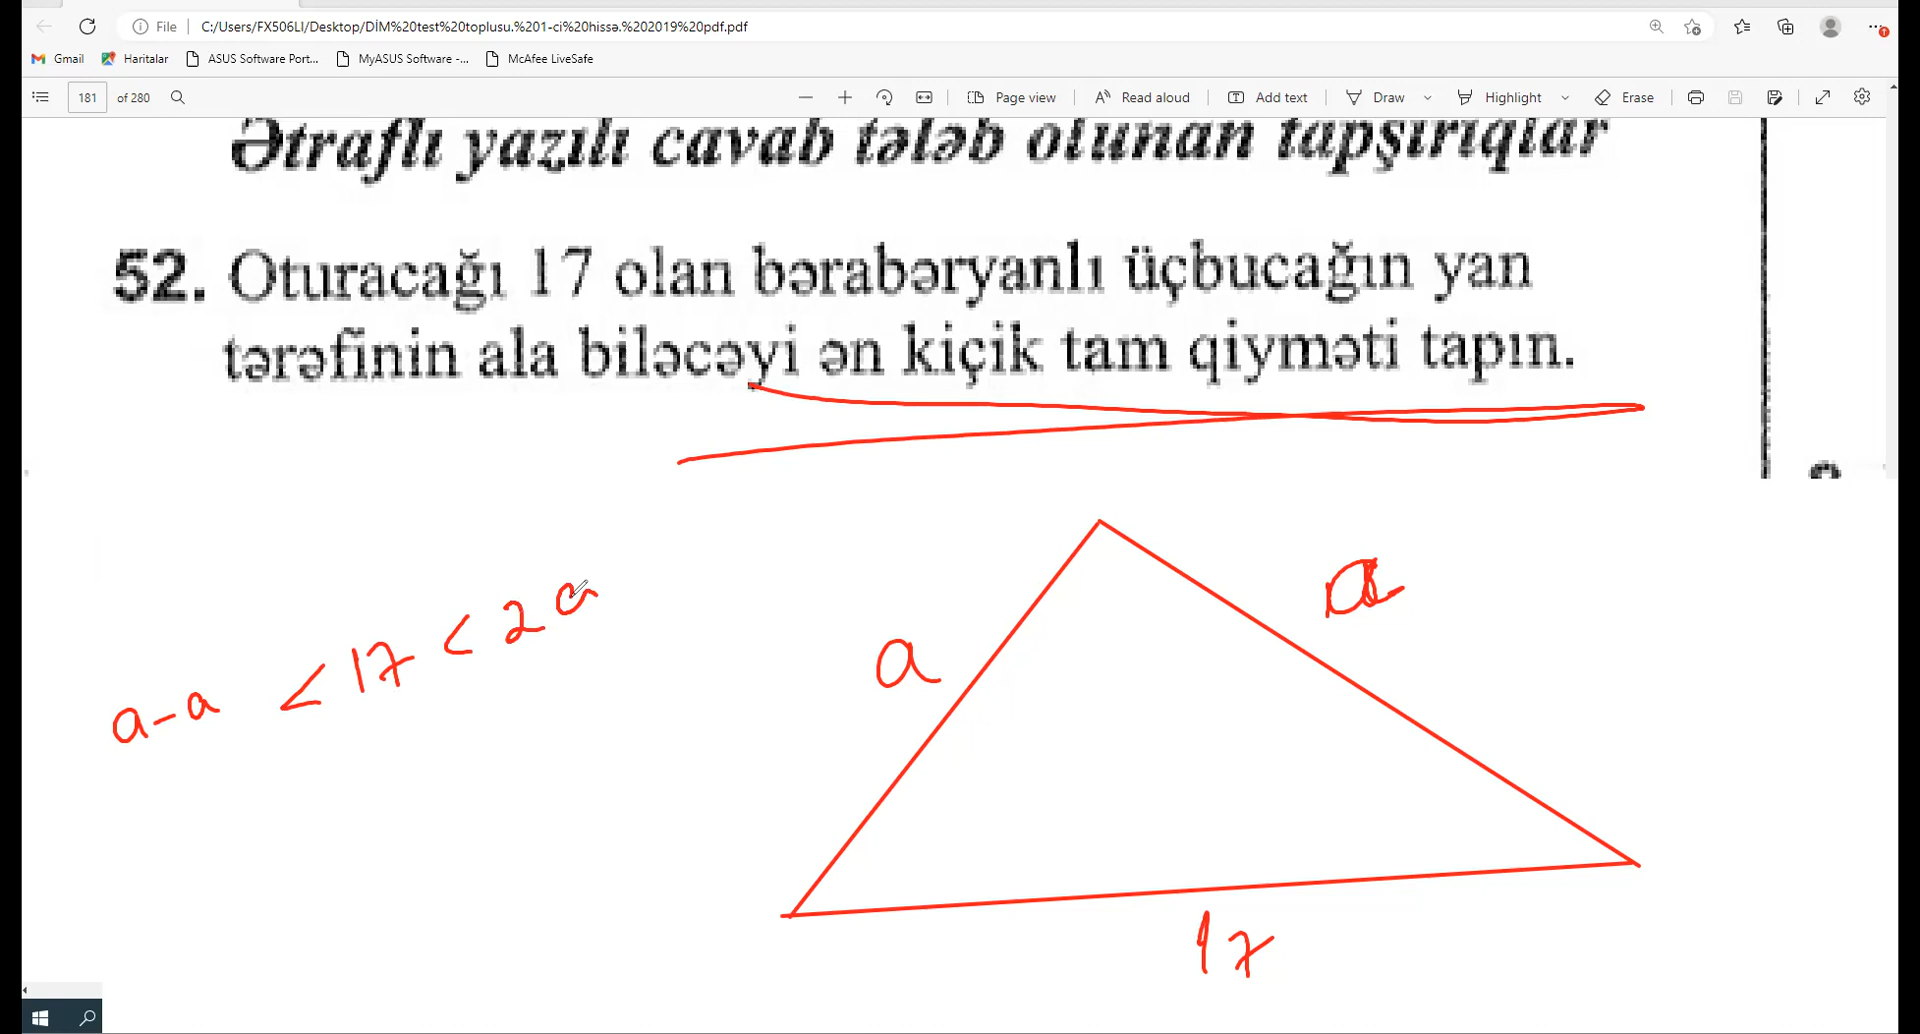 File C:/Users/FX506LI/Desktop/DİM%20test%20toplusu.%201-ci%20hissə.%202019%20pdf.pdf
Gmail Haritalar ASUS Software Port... MyASUS Software -... McAfee LiveSafe
181 of 280 Page view Read aloud Add text Draw Highlight Erase
Ətraflı yazılı cavab tələb olunan tapşırıqlar
52. Oturacağı 17 olan bərabəryanlı üçbucağın yan
tərəfinin ala biləcəyi ən kiçik tam qiyməti tapın.
a
a
a-a < 17 < 2a
17